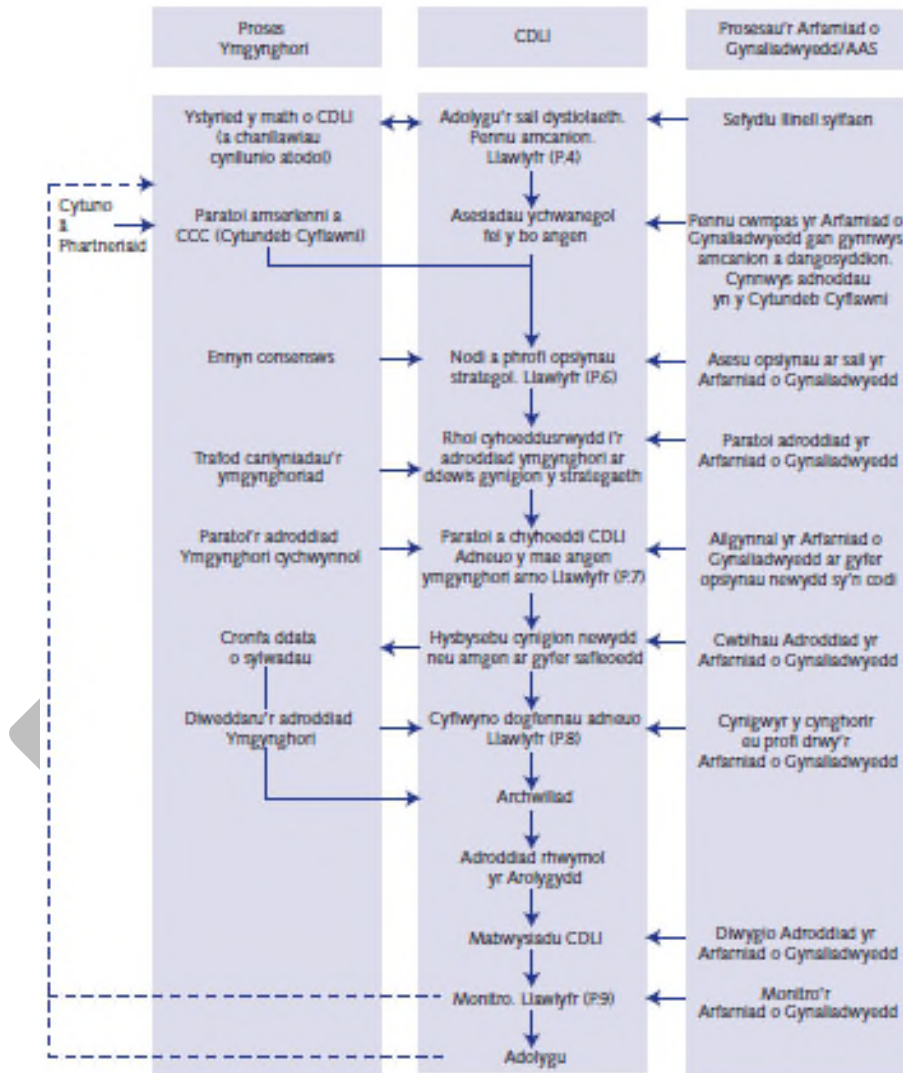 Proses
Ymgynghori
CDLl
Prosesau'r Arfarniad o
Gynaliadwyedd/AAS
Ystyried y math o CDLl
(a chanllawiau
cynllunio atodol)
Adolygu'r sail dystiolaeth.
Pennu amcanion.
Llawlyfr (P.4)
Sefydlu llinell sylfaen
Cytuno
â
Phartneriaid
Paratoi amserlenni a
CCC (Cytundeb Cyflawni)
Asesiadau ychwanegol
fel y bo angen
Pennu cwmpas yr Arfarniad o
Gynaliadwyedd gan gynnwys
amcanion a dangosyddion.
Cynnwys adnoddau
yn y Cytundeb Cyflawni
Ennyn consensws
Nodi a phrofi opsiynau
strategol. Llawlyfr (P.6)
Asesu opsiynau ar sail yr
Arfarniad o Gynaliadwyedd
Trafod canlyniadau'r
ymgynghoriad
Rhoi cyhoeddusrwydd i'r
adroddiad ymgynghori ar
ddewis gynigion y strategaeth
Paratoi adroddiad yr
Arfarniad o Gynaliadwyedd
Paratoi'r adroddiad
Ymgynghori cychwynnol
Paratoi a chyhoeddi CDLl
Adneuo y mae angen
ymgynghori arno Llawlyfr (P.7)
Ailgynnal yr Arfarniad o
Gynaliadwyedd ar gyfer
opsiynau newydd sy'n codi
Cronfa ddata
o sylwadau
Hysbysebu cynigion newydd
neu amgen ar gyfer safleoedd
Cwblhau Adroddiad yr
Arfarniad o Gynaliadwyedd
Diweddaru'r adroddiad
Ymgynghori
Cyflwyno dogfennau adneuo
Llawlyfr (P.8)
Cynigwyr y cynghorir
eu profi drwy'r
Arfarniad o Gynaliadwyedd
Archwiliad
Adroddiad rhwymol
yr Arolygydd
Mabwysiadu CDLl
Diwygio Adroddiad yr
Arfarniad o Gynaliadwyedd
Monitro. Llawlyfr (P.9)
Monitro'r
Arfarniad o Gynaliadwyedd
Adolygu